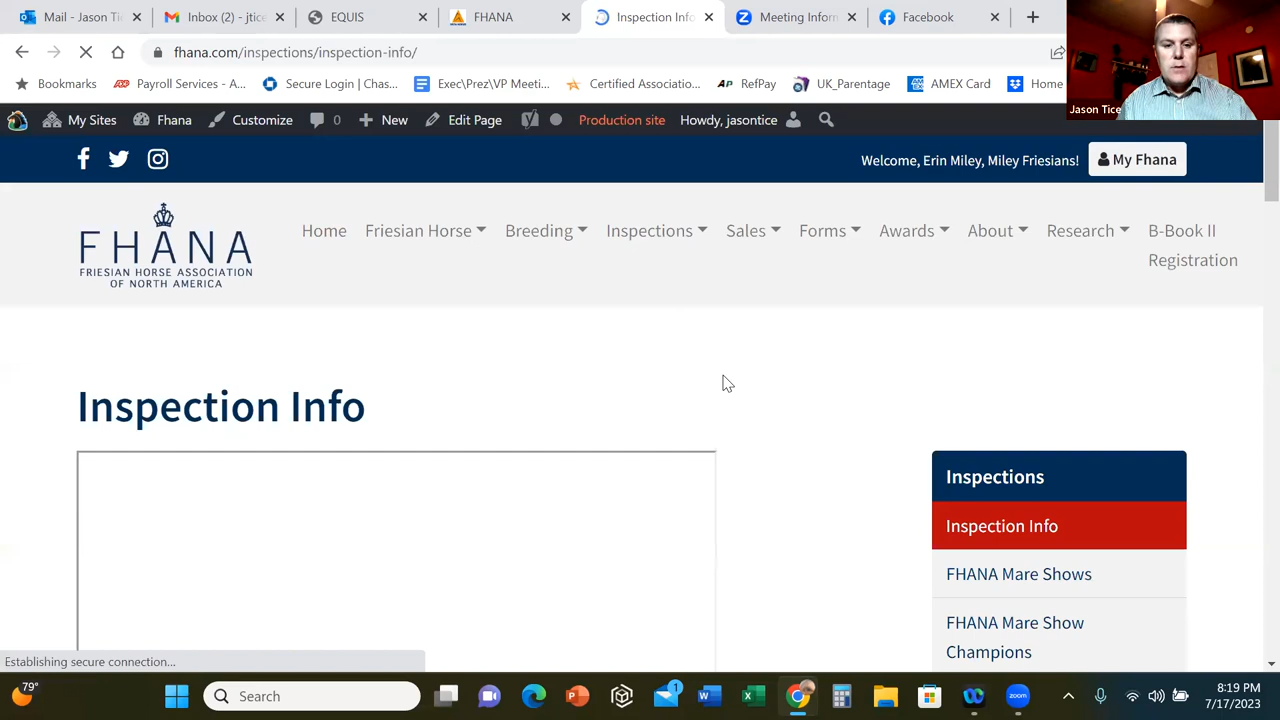 Mail - Jason Ti
Inbox (2) - jtice
EQUIS
FHANA
Inspection Info
Meeting Inform
Facebook
fhana.com/inspections/inspection-info/
Bookmarks
Payroll Services - A...
Secure Login | Chas...
Exec\Prez\VP Meeti...
Certified Associatio...
RefPay
UK_Parentage
AMEX Card
Home
Jason Tice
My Sites
Fhana
Customize
0
New
Edit Page
Production site
Howdy, jasontice
Welcome, Erin Miley, Miley Friesians!
My Fhana
FHANA
FRIESIAN HORSE ASSOCIATION
OF NORTH AMERICA
Home
Friesian Horse
Breeding
Inspections
Sales
Forms
Awards
About
Research
B-Book II
Registration
Inspection Info
Inspections
Inspection Info
FHANA Mare Shows
FHANA Mare Show
Champions
Establishing secure connection...
79°
Search
1
zoom
8:19 PM
7/17/2023